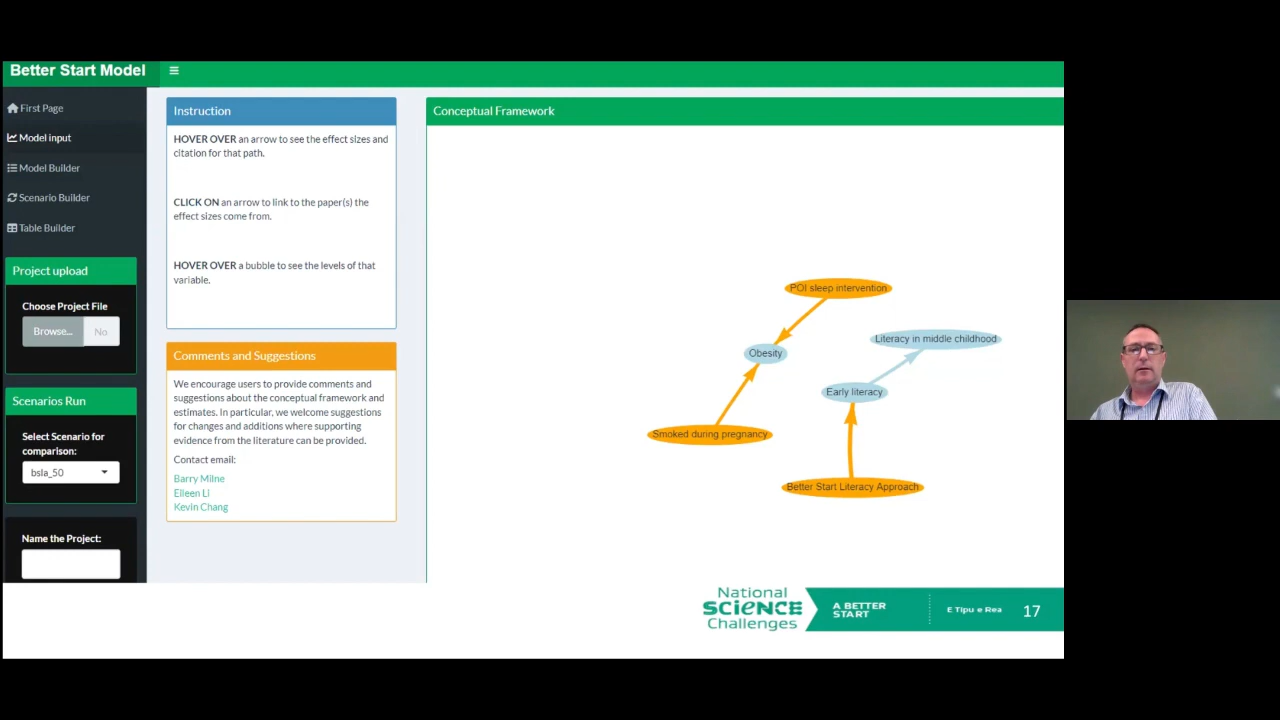 Better Start Model
First Page
Model input
Model Builder
Scenario Builder
Table Builder
Project upload
Choose Project File
Browse...
No
Scenarios Run
Select Scenario for
comparison:
bsla_50
Name the Project:
Instruction
HOVER OVER an arrow to see the effect sizes and
citation for that path.
CLICK ON an arrow to link to the paper(s) the
effect sizes come from.
HOVER OVER a bubble to see the levels of that
variable.
Comments and Suggestions
We encourage users to provide comments and
suggestions about the conceptual framework and
estimates. In particular, we welcome suggestions
for changes and additions where supporting
evidence from the literature can be provided.
Contact email:
Barry Milne
Eileen Li
Kevin Chang
Conceptual Framework
POI sleep intervention
Literacy in middle childhood
Obesity
Early literacy
Smoked during pregnancy
Better Start Literacy Approach
National
SCIENCE
Challenges
A BETTER
START
E Tipu e Rea
17